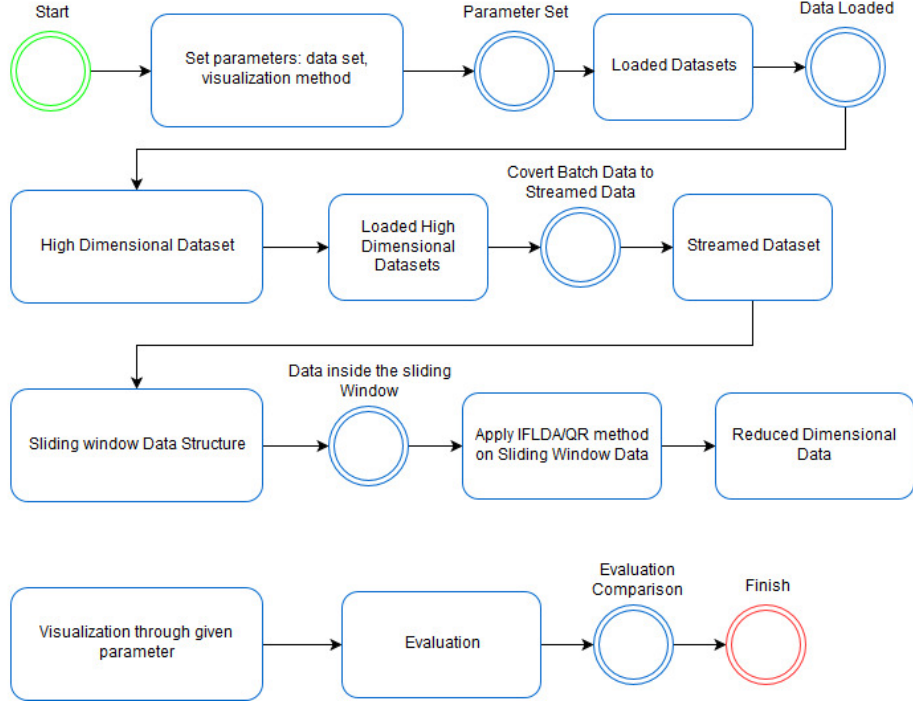 Start
Parameter Set
Data Loaded
Set parameters: data set,
visualization method
Loaded Datasets
Covert Batch Data to
Streamed Data
High Dimensional Dataset
Loaded High
Dimensional
Datasets
Streamed Dataset
Data inside the sliding
Window
Sliding window Data Structure
Apply IFLDA/QR method
on Sliding Window Data
Reduced Dimensional
Data
Evaluation
Comparison
Finish
Visualization through given
parameter
Evaluation